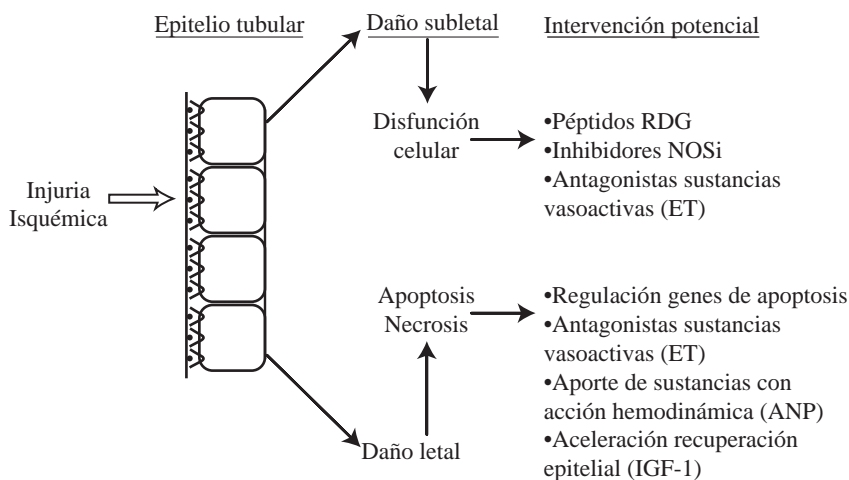 Epitelio tubular
Daño subletal
Intervención potencial
Disfunción
celular
•Péptidos RDG
•Inhibidores NOSi
•Antagonistas sustancias
vasoactivas (ET)
Injuria
Isquémica
Apoptosis
Necrosis
•Regulación genes de apoptosis
•Antagonistas sustancias
vasoactivas (ET)
•Aporte de sustancias con
acción hemodinámica (ANP)
•Aceleración recuperación
epitelial (IGF-1)
Daño letal